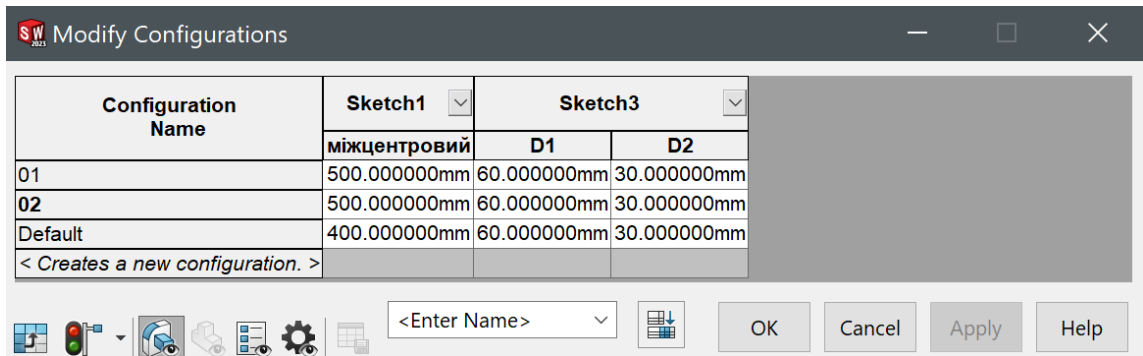 SW 2023 Modify Configurations
Configuration Name Sketch1 Sketch3
міжцентровий D1 D2
01 500.000000mm 60.000000mm 30.000000mm
02 500.000000mm 60.000000mm 30.000000mm
Default 400.000000mm 60.000000mm 30.000000mm
< Creates a new configuration. >
<Enter Name> OK Cancel Apply Help